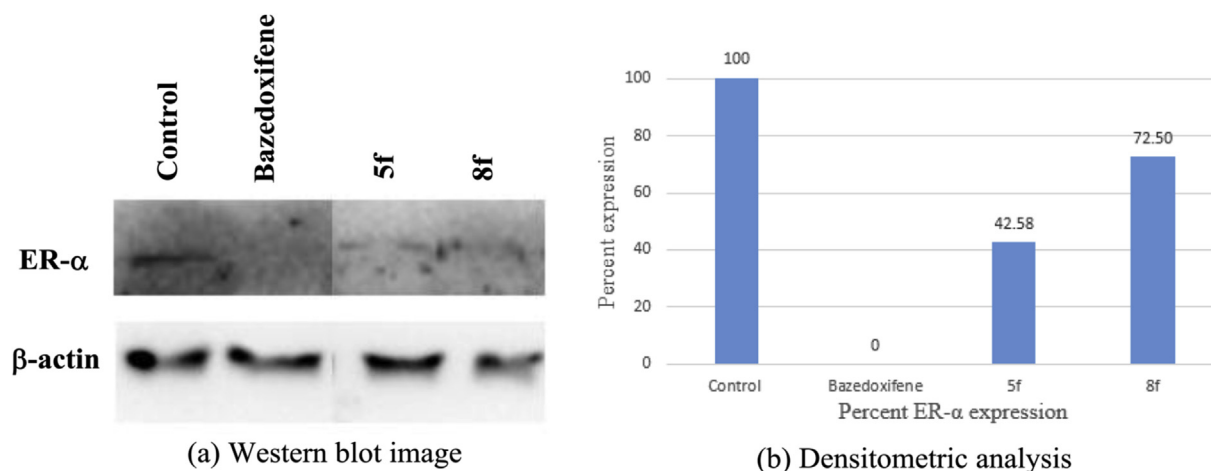 Control
Bazedoxifene
5f
8f
ER-α
β-actin
(a) Western blot image
100
80
60
40
20
0
Percent expression
100
0
42.58
72.50
Control Bazedoxifene 5f 8f
Percent ER-α expression
(b) Densitometric analysis